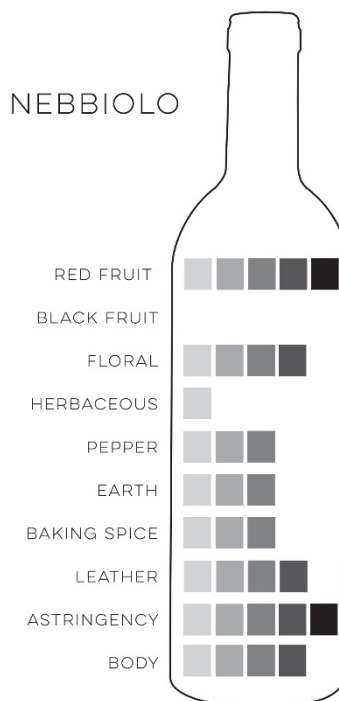 NEBBIOLO
RED FRUIT
BLACK FRUIT
FLORAL
HERBACEOUS
PEPPER
EARTH
BAKING SPICE
LEATHER
ASTRINGENCY
BODY